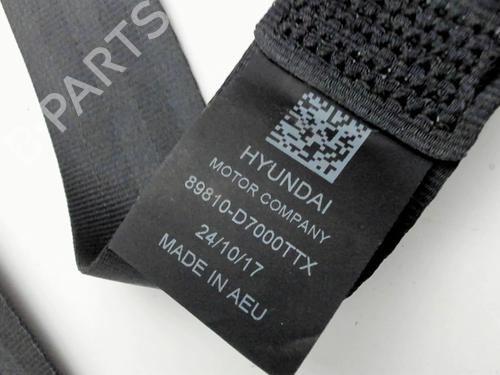 B-PARTS
HYUNDAI
MOTOR COMPANY
89810-D7000TTX
24/10/17
MADE IN AEU